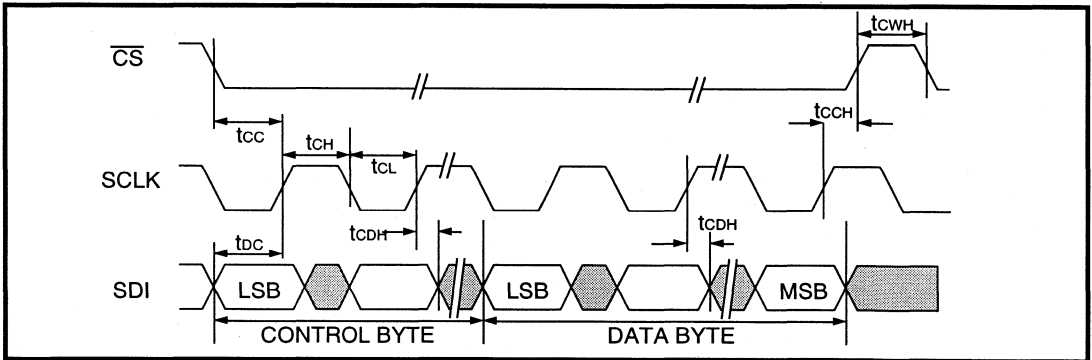 tCWH
CS
tCCH
tCC
tCH
tCL
SCLK
tCDH
tCDH
tDC
SDI
LSB
LSB
MSB
CONTROL BYTE
DATA BYTE